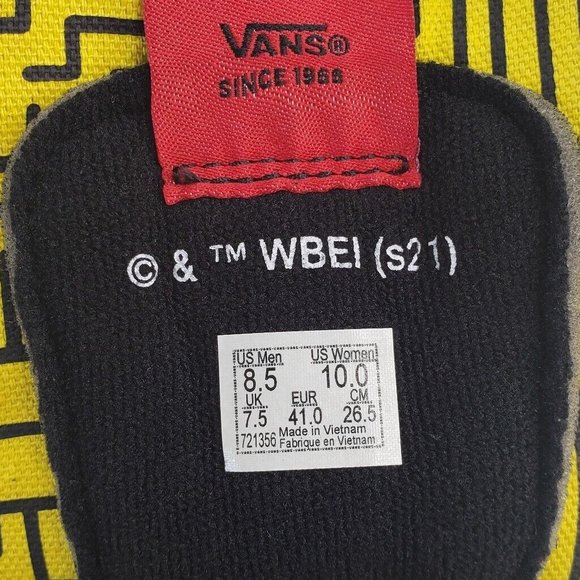 VANS®
SINCE 1966
© & ™ WBEI (s21)
US Men US Women
8.5 10.0
UK EUR CM
7.5 41.0 26.5
721356 Made in Vietnam
Fabrique en Vietnam